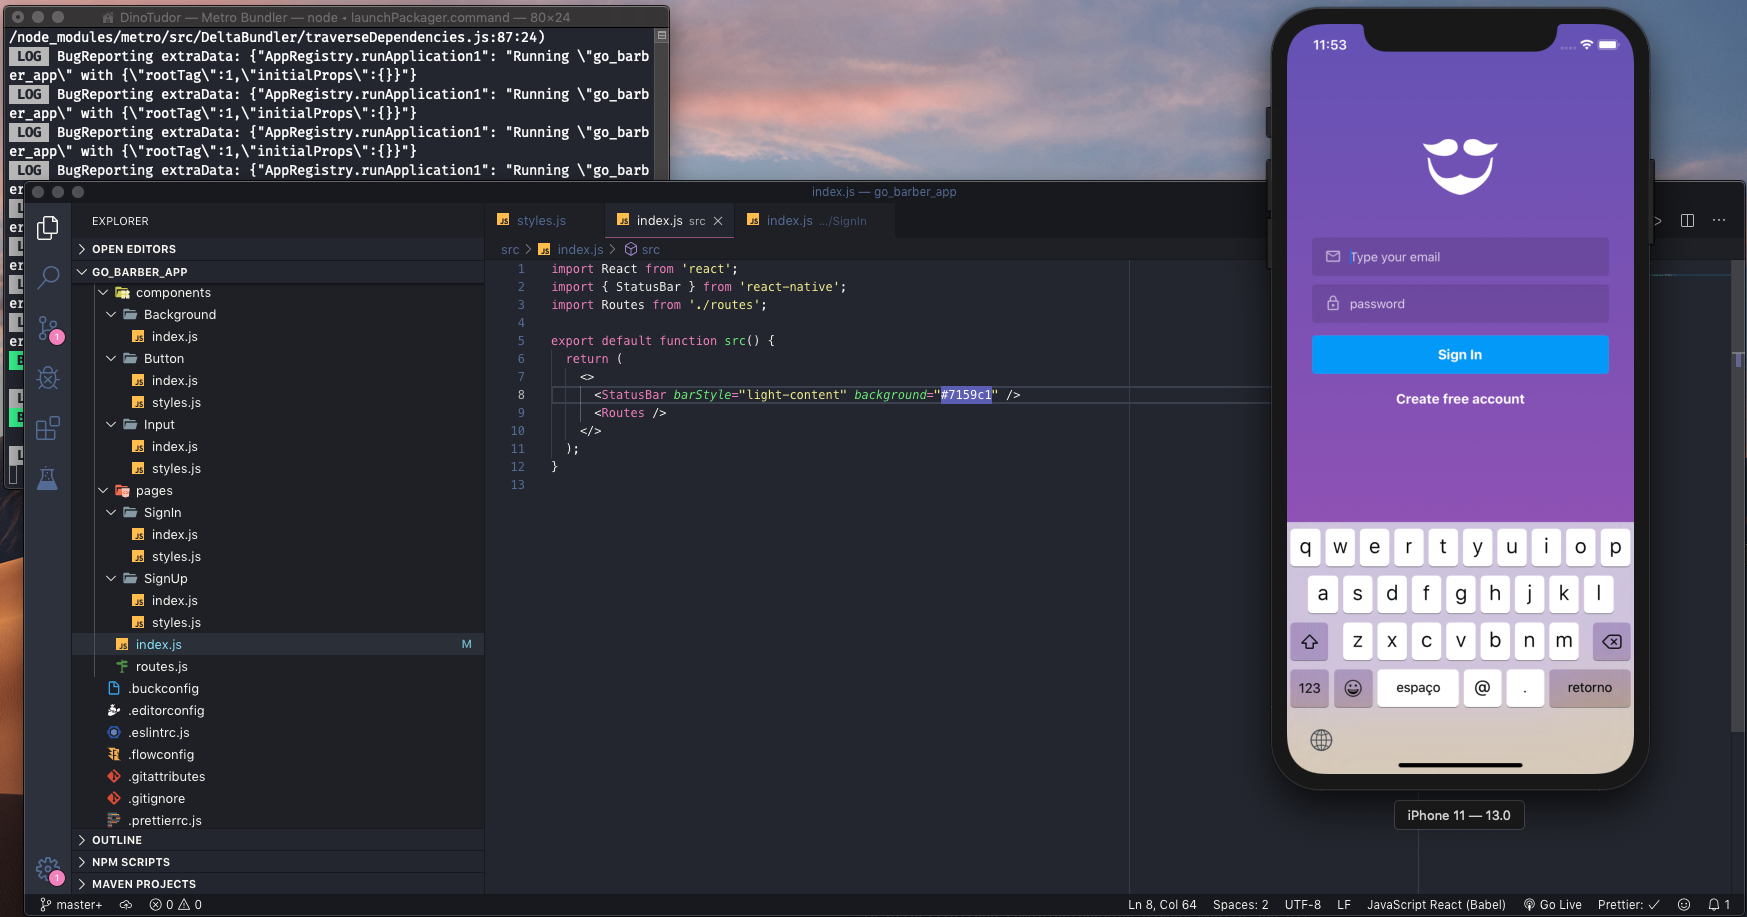 DinoTudor — Metro Bundler — node ◂ launchPackager.command — 80×24
/node_modules/metro/src/DeltaBundler/traverseDependencies.js:87:24)
LOG BugReporting extraData: {"AppRegistry.runApplication1": "Running \"go_barb
er_app\" with {\"rootTag\":1,\"initialProps\":{}}"}
LOG BugReporting extraData: {"AppRegistry.runApplication1": "Running \"go_barb
er_app\" with {\"rootTag\":1,\"initialProps\":{}}"}
LOG BugReporting extraData: {"AppRegistry.runApplication1": "Running \"go_barb
er_app\" with {\"rootTag\":1,\"initialProps\":{}}"}
LOG BugReporting extraData: {"AppRegistry.runApplication1": "Running \"go_barb
er
index.js — go_barber_app
EXPLORER
OPEN EDITORS
GO_BARBER_APP
components
Background
index.js
Button
index.js
styles.js
Input
index.js
styles.js
pages
SignIn
index.js
styles.js
SignUp
index.js
styles.js
index.js M
routes.js
.buckconfig
.editorconfig
.eslintrc.js
.flowconfig
.gitattributes
.gitignore
.prettierrc.js
OUTLINE
NPM SCRIPTS
MAVEN PROJECTS
1
1
styles.js
index.js src
index.js .../SignIn
src > index.js > src
1 import React from 'react';
2 import { StatusBar } from 'react-native';
3 import Routes from './routes';
4
5 export default function src() {
6 return (
7 <>
8 <StatusBar barStyle="light-content" background="#7159c1" />
9 <Routes />
10 </>
11 );
12 }
13
11:53
Type your email
password
Sign In
Create free account
q w e r t y u i o p
a s d f g h j k l
z x c v b n m
123 espaço @ . retorno
iPhone 11 — 13.0
master+ 0 0
Ln 8, Col 64 Spaces: 2 UTF-8 LF JavaScript React (Babel) Go Live Prettier: ✓ 1